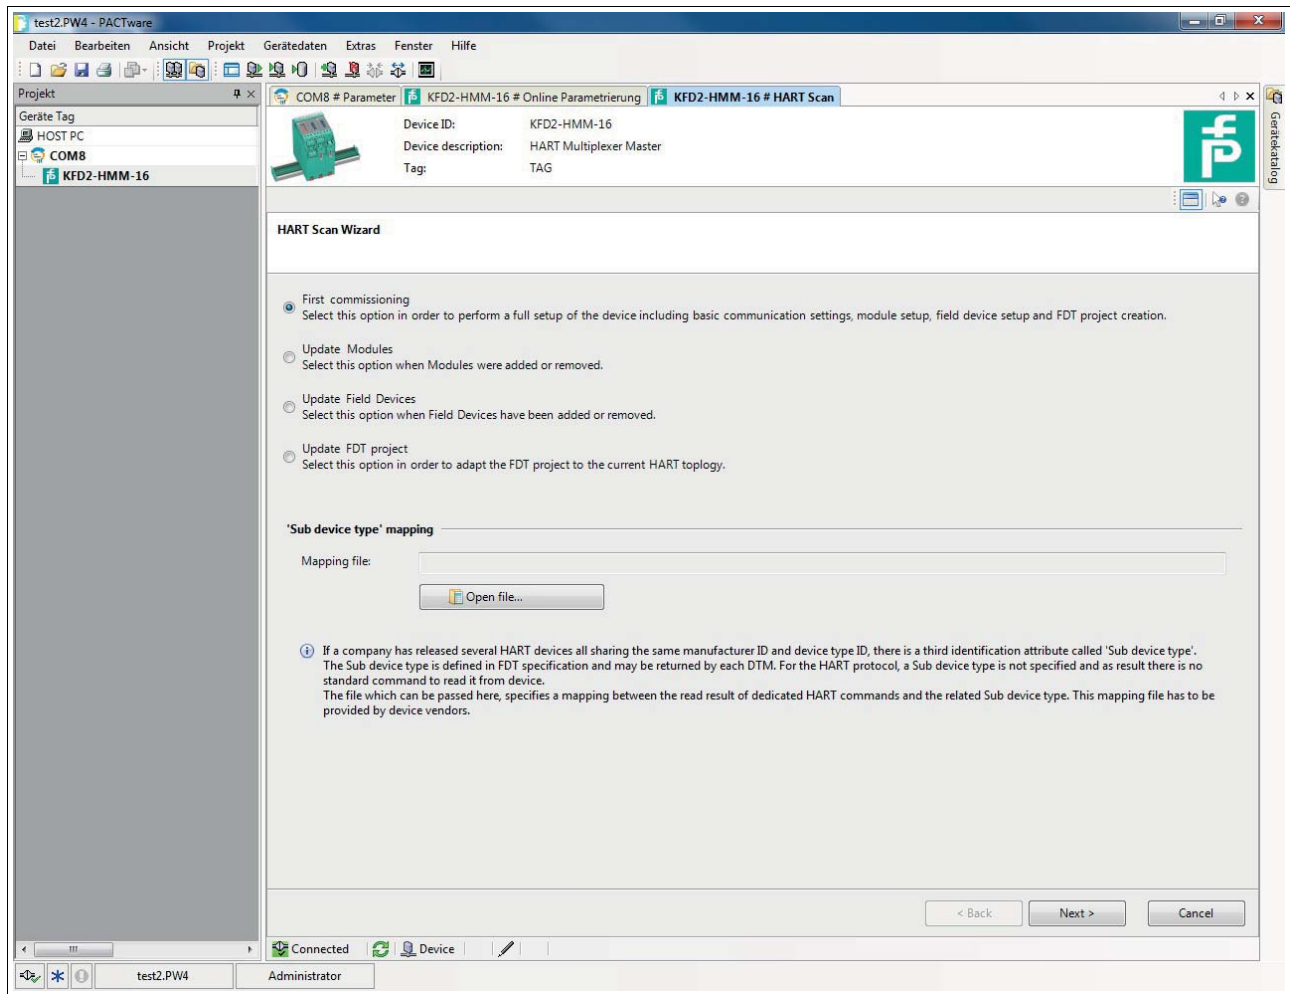 test2.PW4 - PACTware
Datei Bearbeiten Ansicht Projekt Gerätedaten Extras Fenster Hilfe
Projekt
Geräte Tag
HOST PC
COM8
KFD2-HMM-16
COM8 # Parameter KFD2-HMM-16 # Online Parametrierung KFD2-HMM-16 # HART Scan
Device ID: KFD2-HMM-16
Device description: HART Multiplexer Master
Tag: TAG
Gerätekatalog
HART Scan Wizard
First commissioning
Select this option in order to perform a full setup of the device including basic communication settings, module setup, field device setup and FDT project creation.
Update Modules
Select this option when Modules were added or removed.
Update Field Devices
Select this option when Field Devices have been added or removed.
Update FDT project
Select this option in order to adapt the FDT project to the current HART toplogy.
'Sub device type' mapping
Mapping file:
Open file...
If a company has released several HART devices all sharing the same manufacturer ID and device type ID, there is a third identification attribute called 'Sub device type'.
The Sub device type is defined in FDT specification and may be returned by each DTM. For the HART protocol, a Sub device type is not specified and as result there is no
standard command to read it from device.
The file which can be passed here, specifies a mapping between the read result of dedicated HART commands and the related Sub device type. This mapping file has to be
provided by device vendors.
< Back Next > Cancel
Connected Device
test2.PW4 Administrator